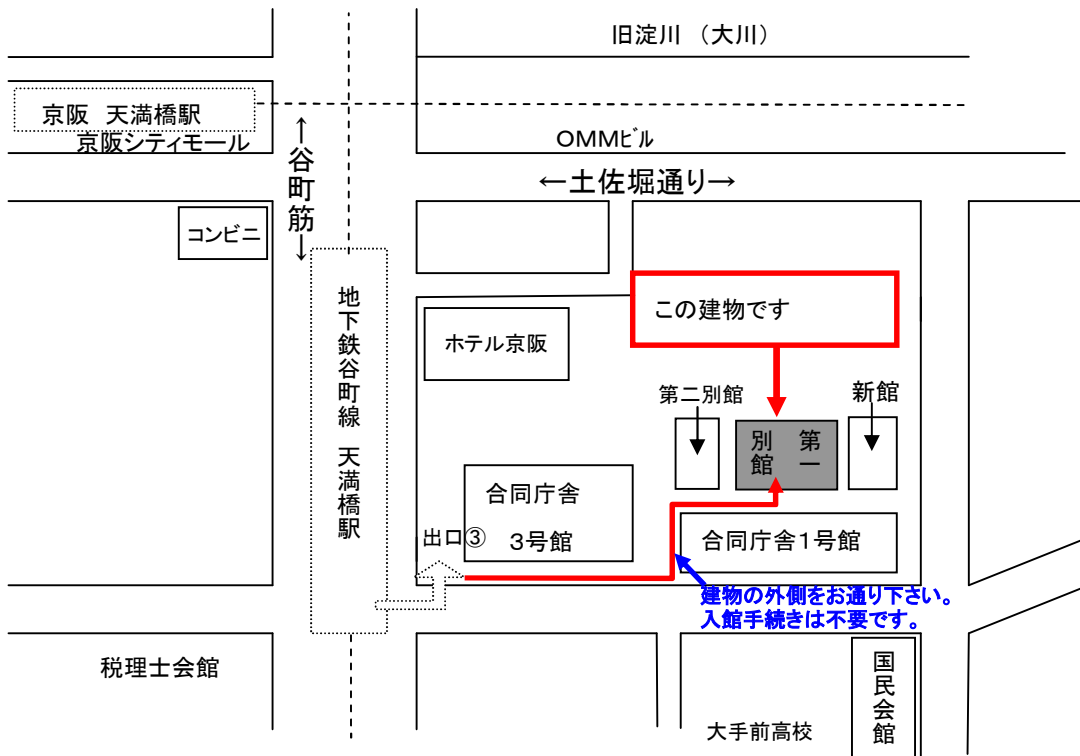 旧淀川 (大川)
京阪 天満橋駅
京阪シティモール
OMMビル
←谷町筋→
←土佐堀通り→
コンビニ
地下鉄谷町線 天満橋駅
この建物です
ホテル京阪
第二別館
新館
第一
別館
合同庁舎
3号館
出口③
合同庁舎1号館
建物の外側をお通り下さい。
入館手続きは不要です。
税理士会館
国民会館
大手前高校